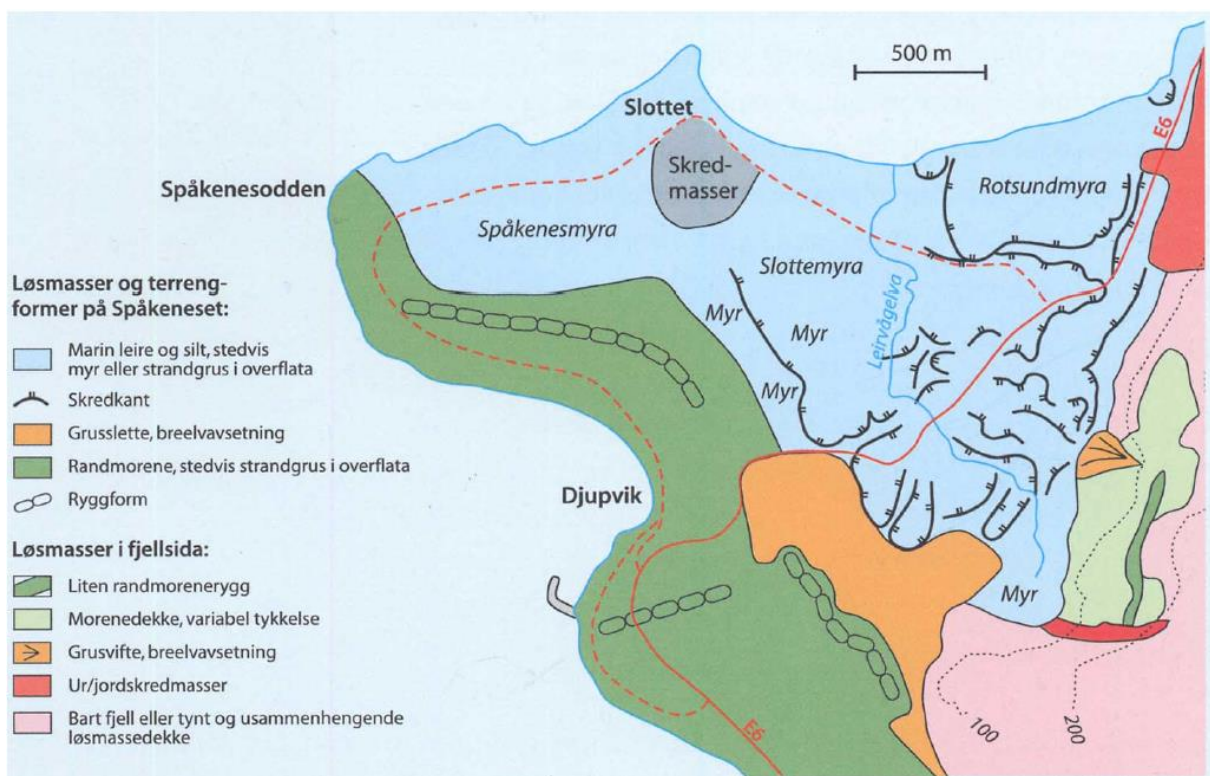 500 m
Slottet
E6
Skred-
masser
Rotsundmyra
Spåkenesodden
Spåkenesmyra
Slottemyra
Løsmasser og terreng-
former på Spåkeneset:
Myr
Myr
Leirvågelva
Marin leire og silt, stedvis
myr eller strandgrus i overflata
Myr
Skredkant
Grusslette, breelvavsetning
Randmorene, stedvis strandgrus i overflata
Ryggform
Djupvik
Løsmasser i fjellsida:
Liten randmorenerygg
Myr
Morenedekke, variabel tykkelse
Grusvifte, breelvavsetning
Ur/jordskredmasser
Bart fjell eller tynt og usammenhengende
løsmassedekke
E6
100
200